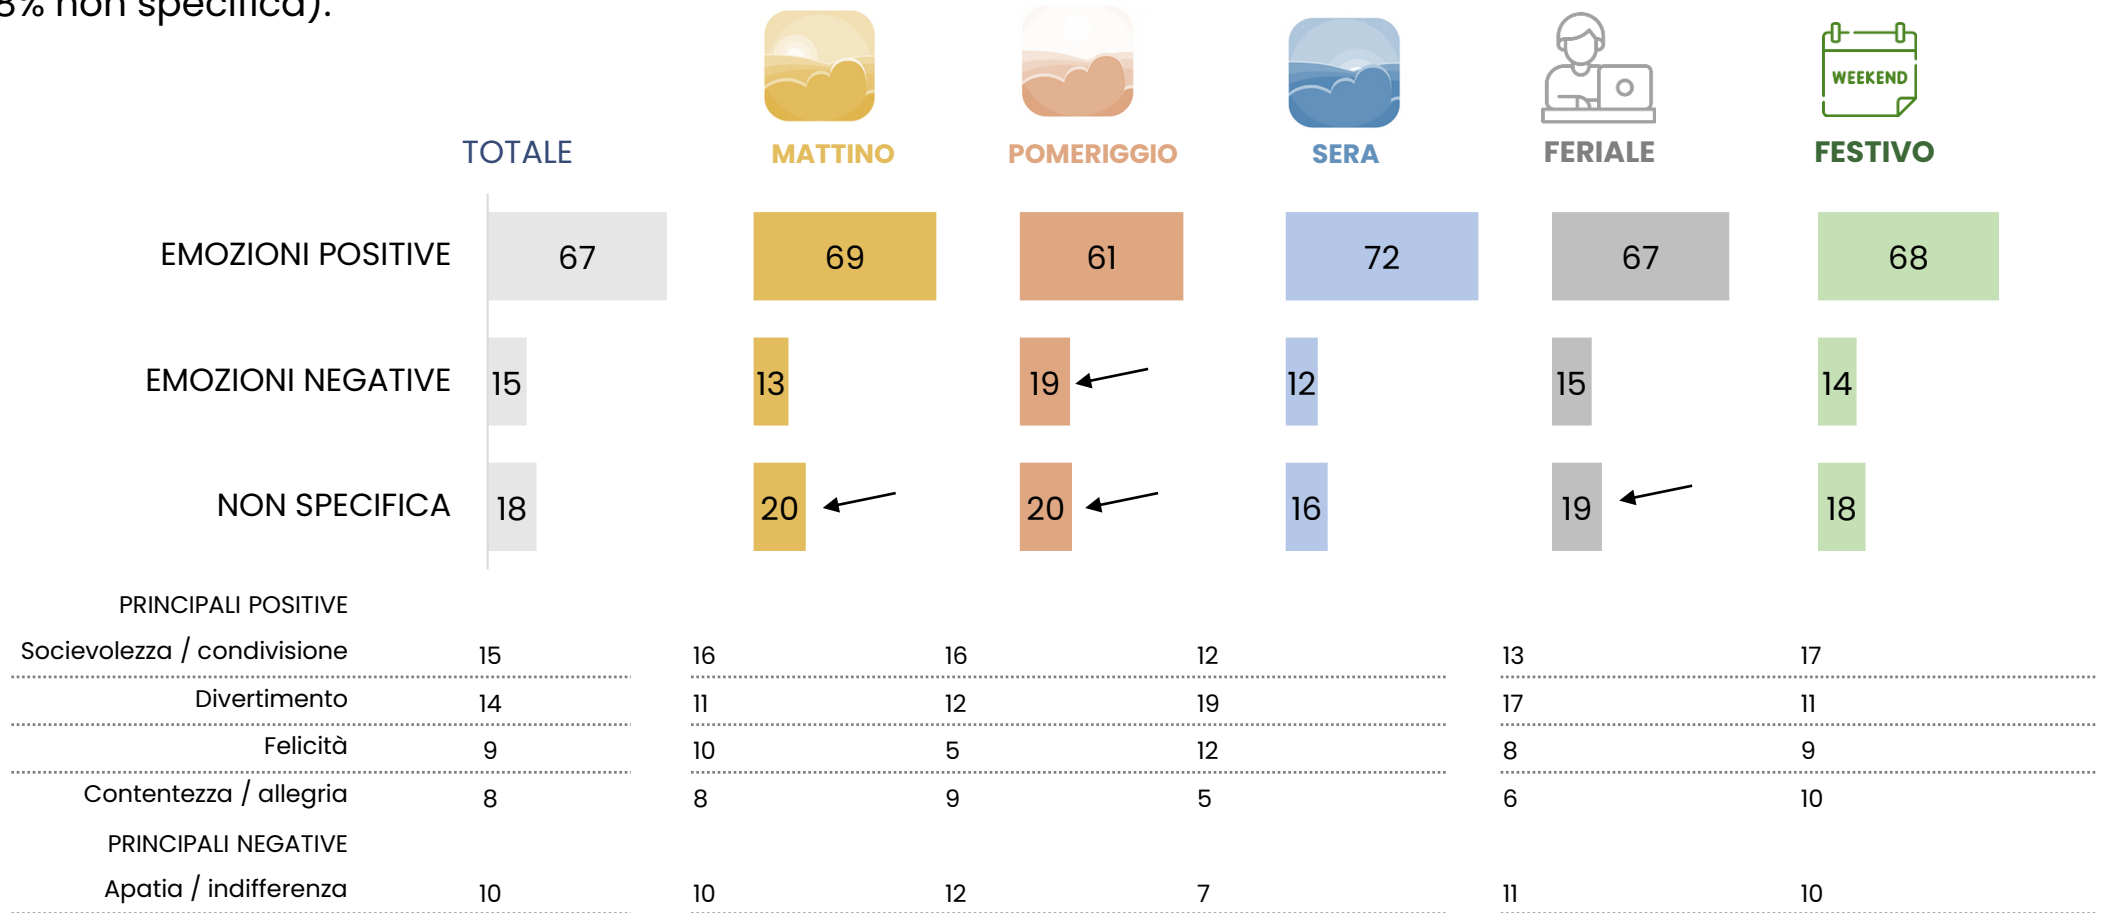 8% non specifica).
WEEKEND
TOTALE MATTINO POMERIGGIO SERA FERIALE FESTIVO
EMOZIONI POSITIVE 67 69 61 72 67 68
EMOZIONI NEGATIVE 15 13 19 12 15 14
NON SPECIFICA 18 20 20 16 19 18
PRINCIPALI POSITIVE
Socievolezza / condivisione 15 16 16 12 13 17
Divertimento 14 11 12 19 17 11
Felicità 9 10 5 12 8 9
Contentezza / allegria 8 8 9 5 6 10
PRINCIPALI NEGATIVE
Apatia / indifferenza 10 10 12 7 11 10